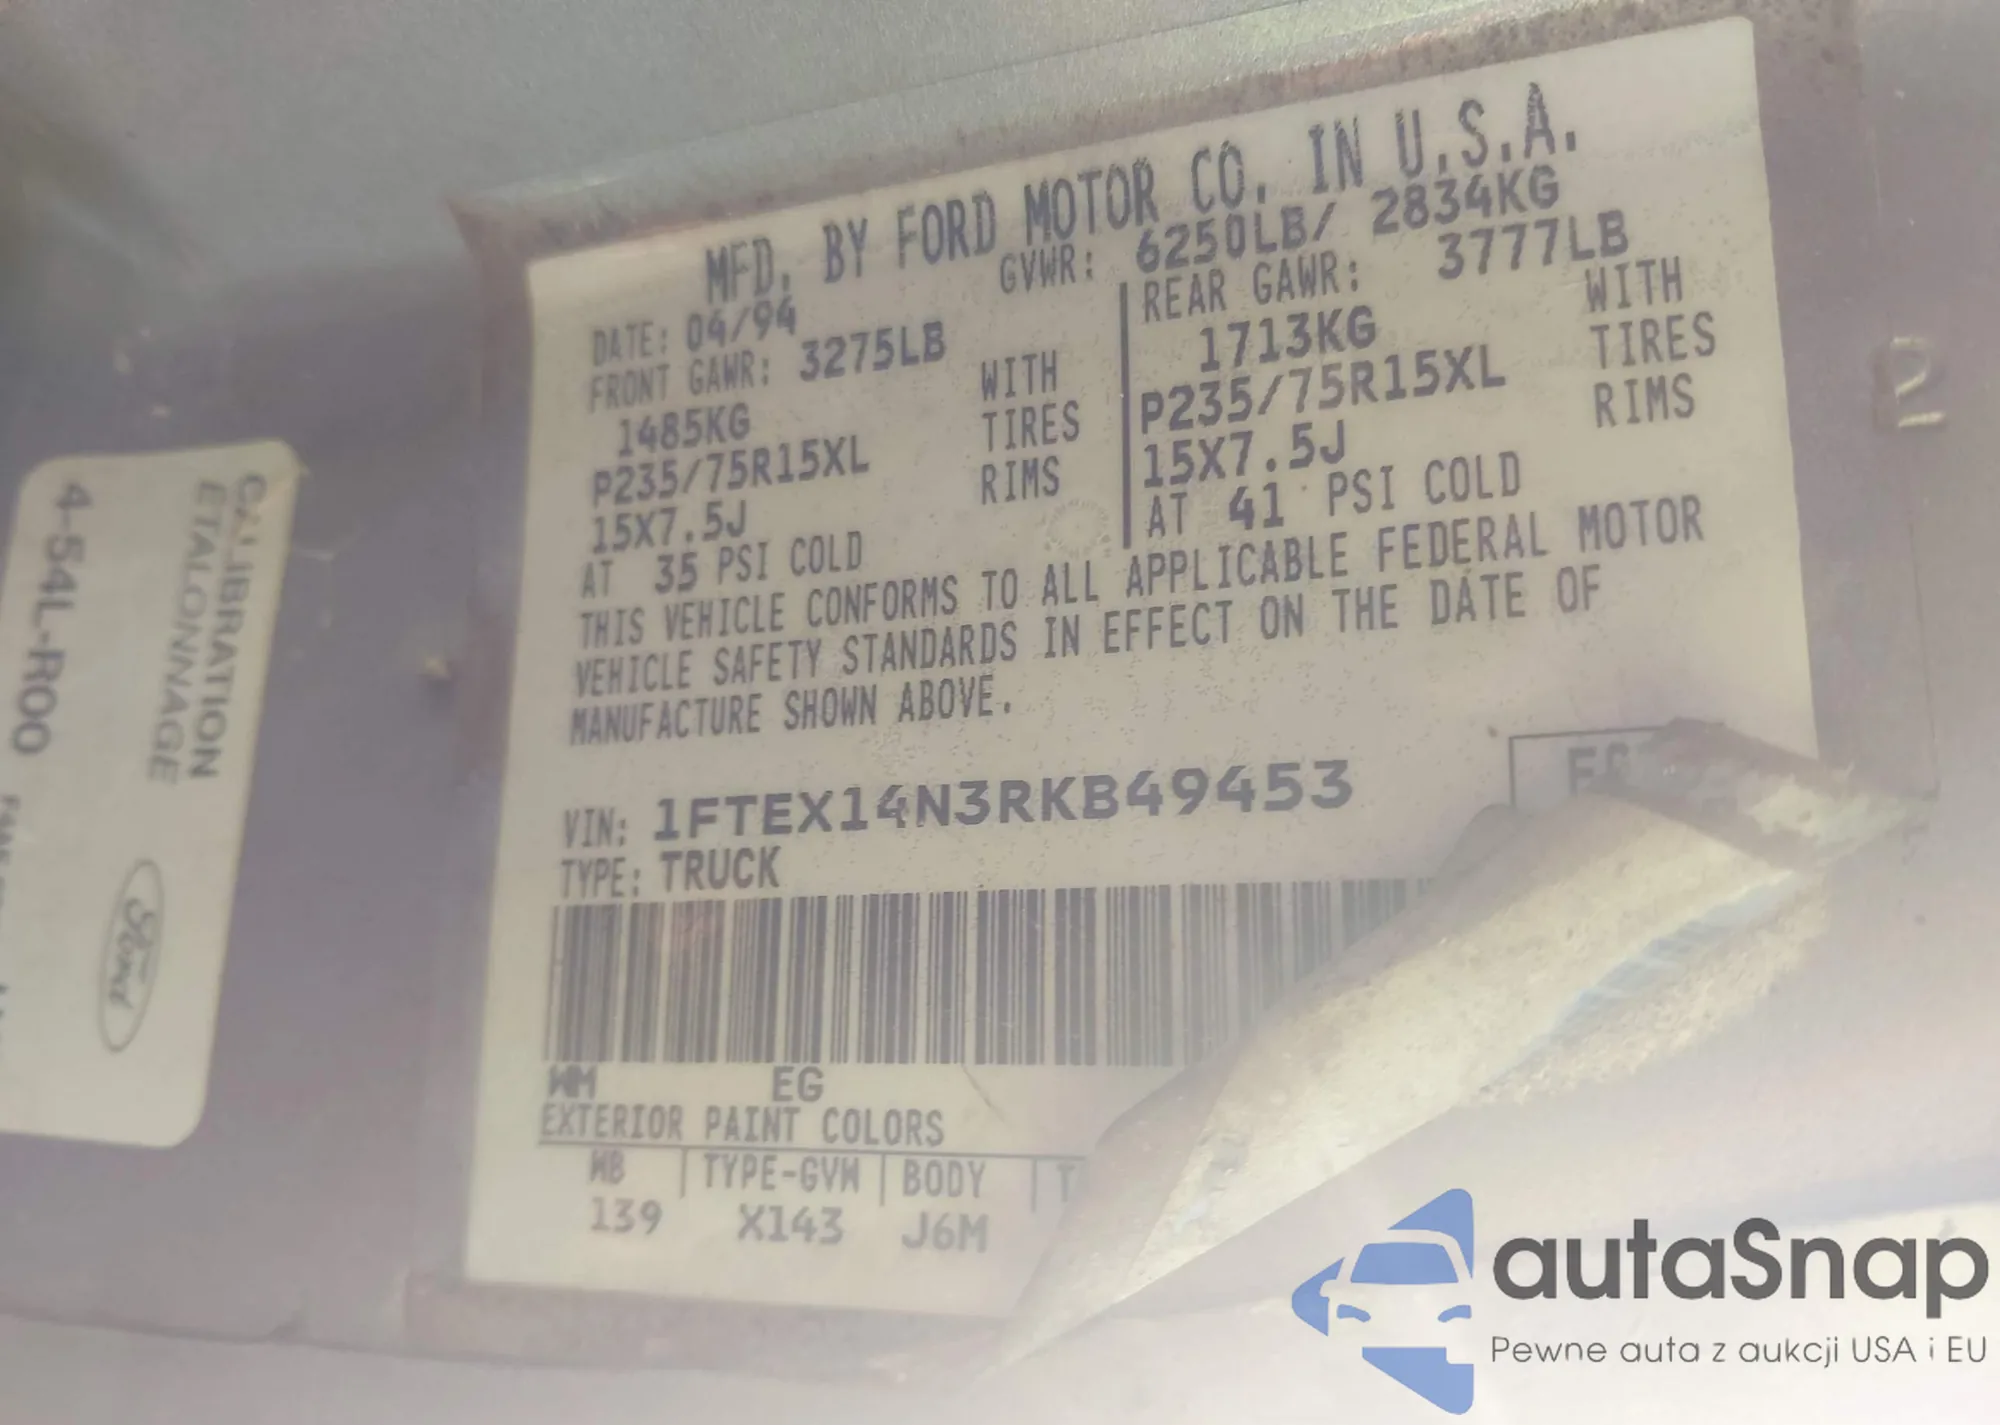 MFD. BY FORD MOTOR CO. IN U.S.A.
DATE: 04/94 GVWR: 6250LB/ 2834KG
FRONT GAWR: 3275LB
1485KG WITH
P235/75R15XL TIRES
15X7.5J RIMS
AT 35 PSI COLD
REAR GAWR: 3777LB
1713KG WITH
P235/75R15XL TIRES
15X7.5J RIMS
AT 41 PSI COLD
THIS VEHICLE CONFORMS TO ALL APPLICABLE FEDERAL MOTOR
VEHICLE SAFETY STANDARDS IN EFFECT ON THE DATE OF
MANUFACTURE SHOWN ABOVE.
VIN: 1FTEX14N3RKB49453
TYPE: TRUCK
WM EG
EXTERIOR PAINT COLORS
WB TYPE-GVW BODY T
139 X143 J6M
CALIBRATION
ETALONNAGE
4-54L-R00
Ford
2
autaSnap
Pewne auta z aukcji USA i EU